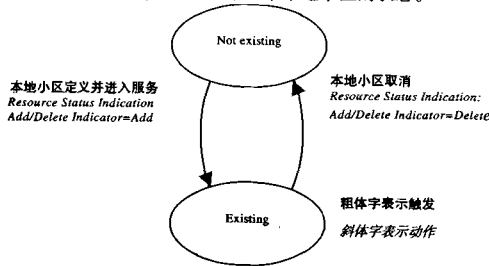 Not existing
本地小区定义并进入服务
Resource Status Indication
Add/Delete Indicator=Add
本地小区取消
Resource Status Indication:
Add/Delete Indicator=Delete
Existing
粗体字表示触发
斜体字表示动作